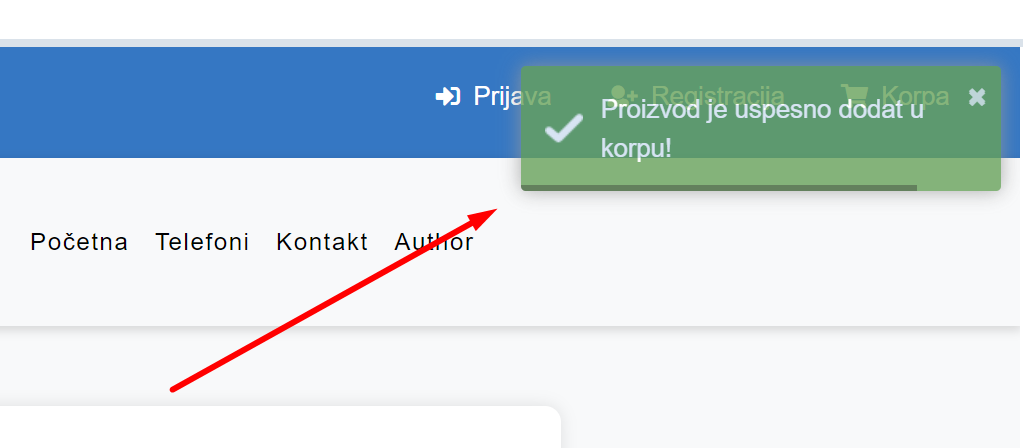 Prijava Registracija Korpa
Proizvod je uspesno dodat u
korpu!
Početna Telefoni Kontakt Author